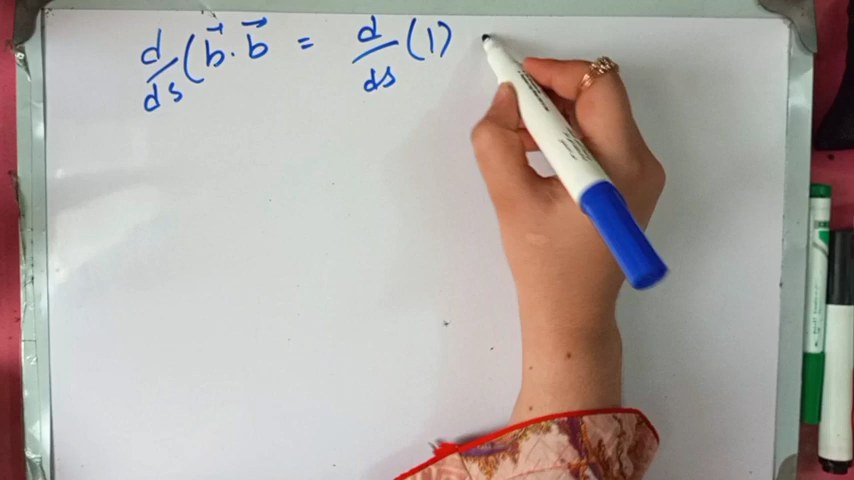 d/ds (b⃗ · b⃗ = d/ds (1)